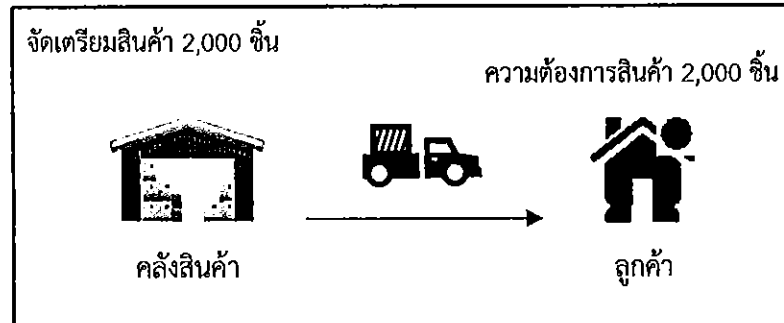 จัดเตรียมสินค้า 2,000 ชิ้น
ความต้องการสินค้า 2,000 ชิ้น
คลังสินค้า
ลูกค้า